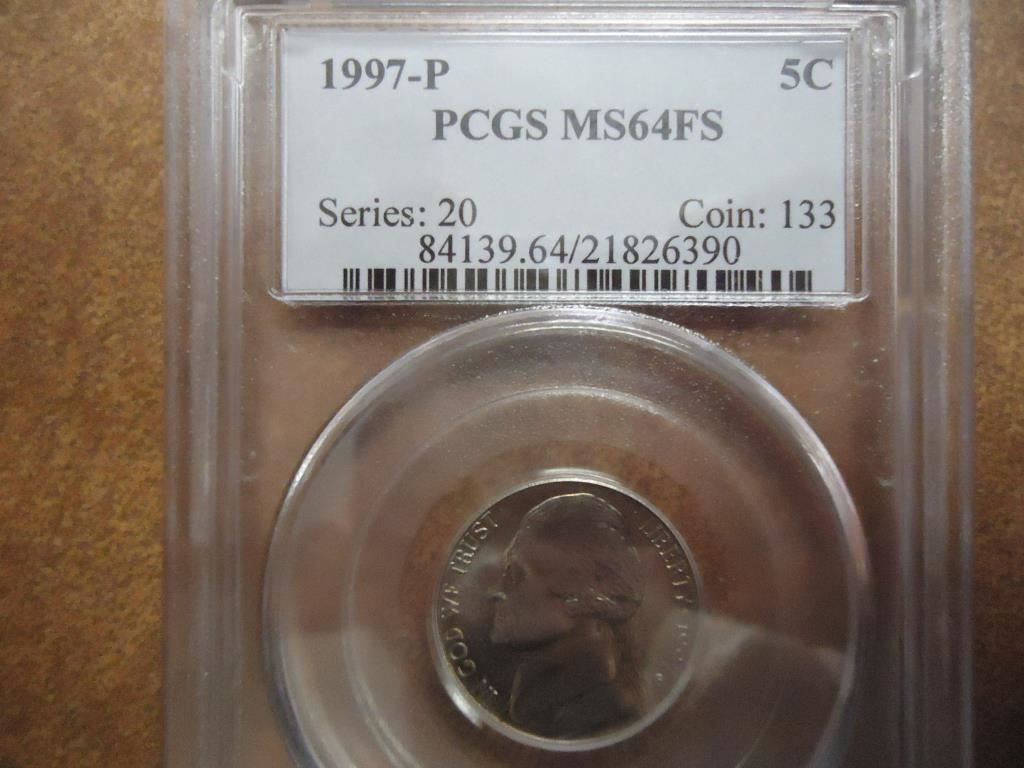 1997-P 5C
PCGS MS64FS
Series: 20 Coin: 133
84139.64/21826390
IN GOD WE TRUST
LIBERTY